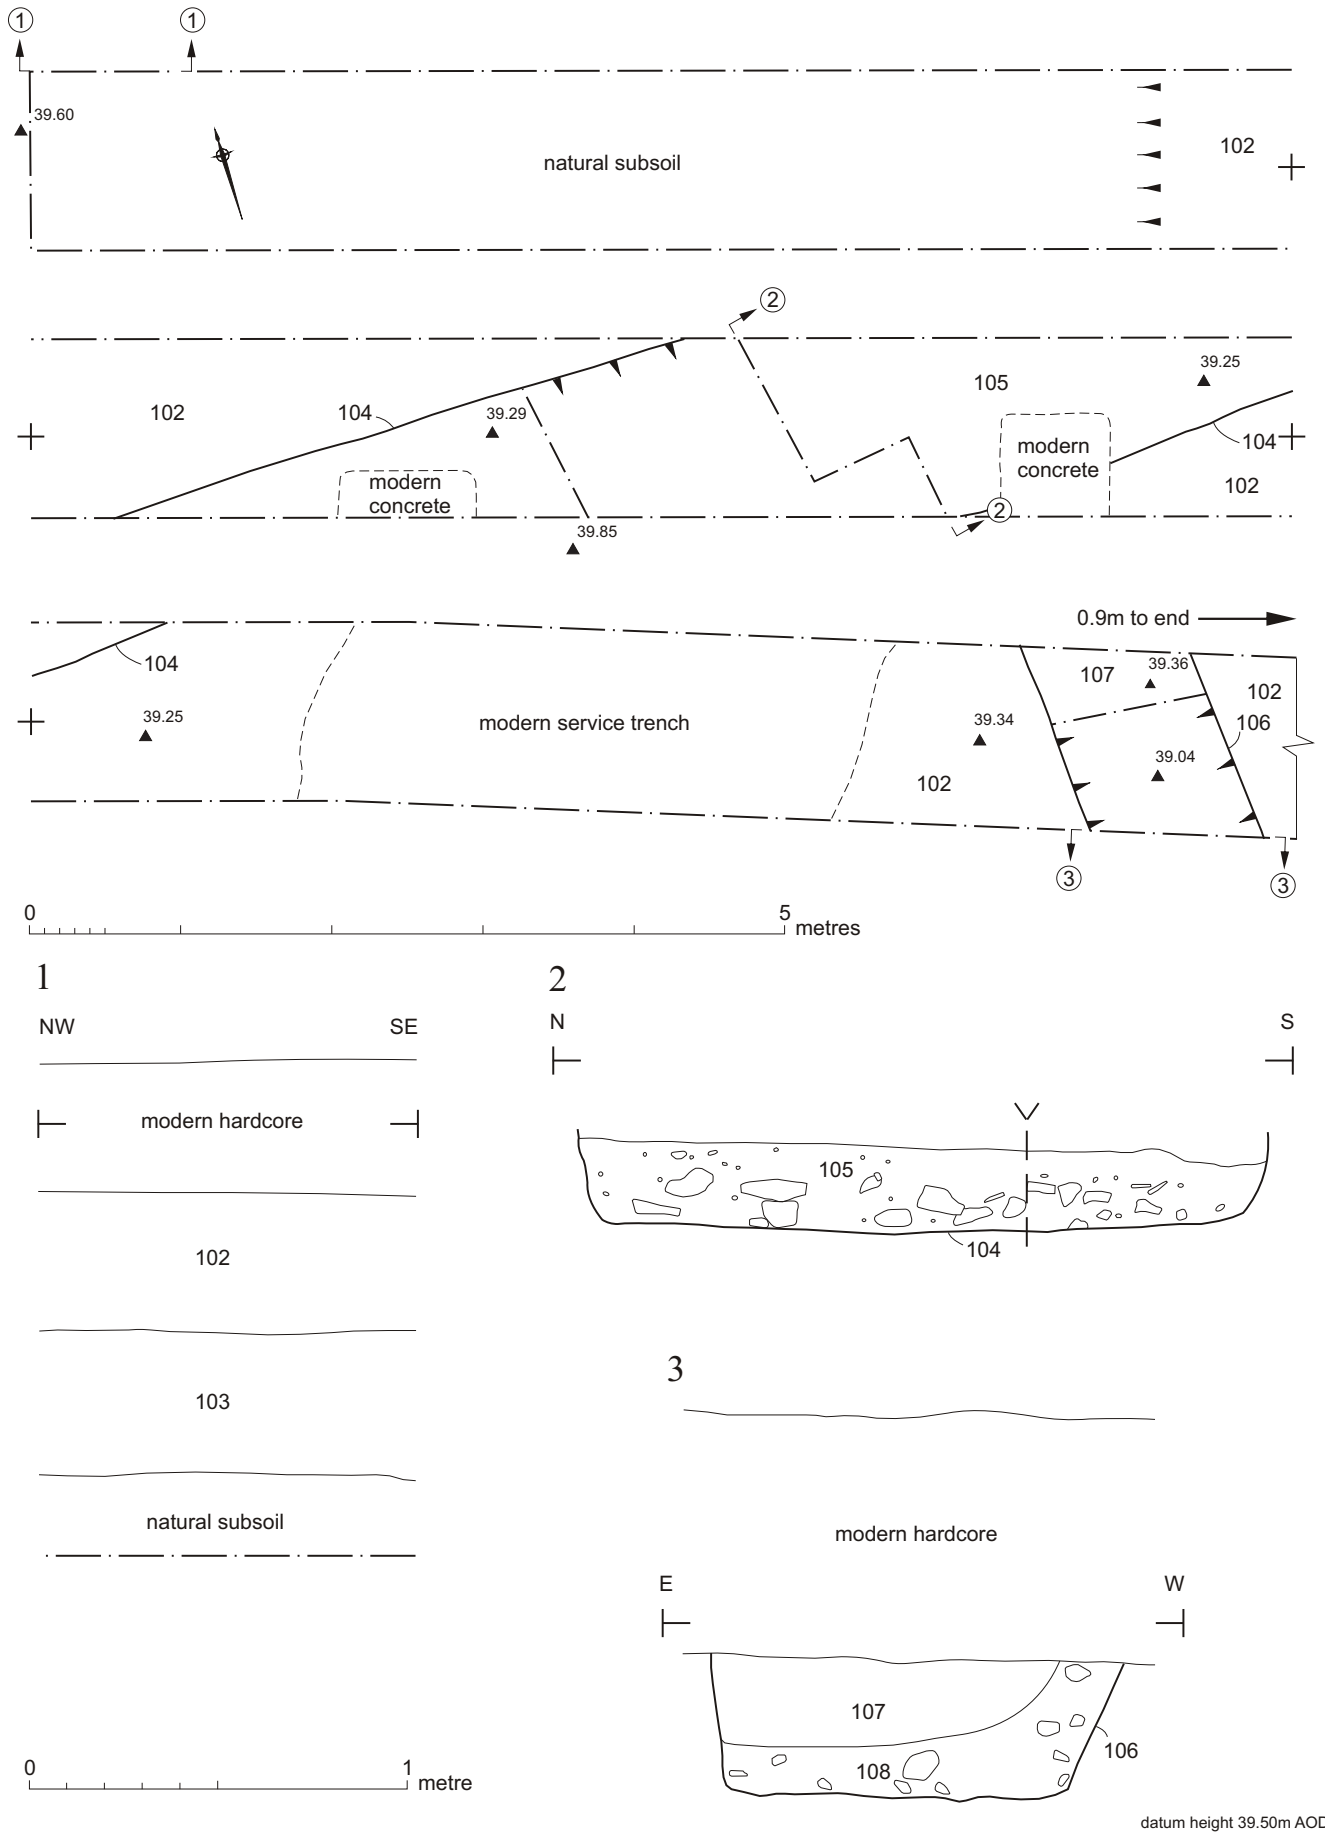 1
1
39.60
natural subsoil
102
2
39.25
105
102
104
39.29
modern
concrete
104
modern
concrete
102
2
39.85
0.9m to end
104
107
39.36
102
39.25
modern service trench
39.34
106
39.04
102
3
3
0
5
metres
1
2
NW
SE
N
S
modern hardcore
105
102
104
3
103
natural subsoil
modern hardcore
E
W
107
106
108
0
1
metre
datum height 39.50m AOD